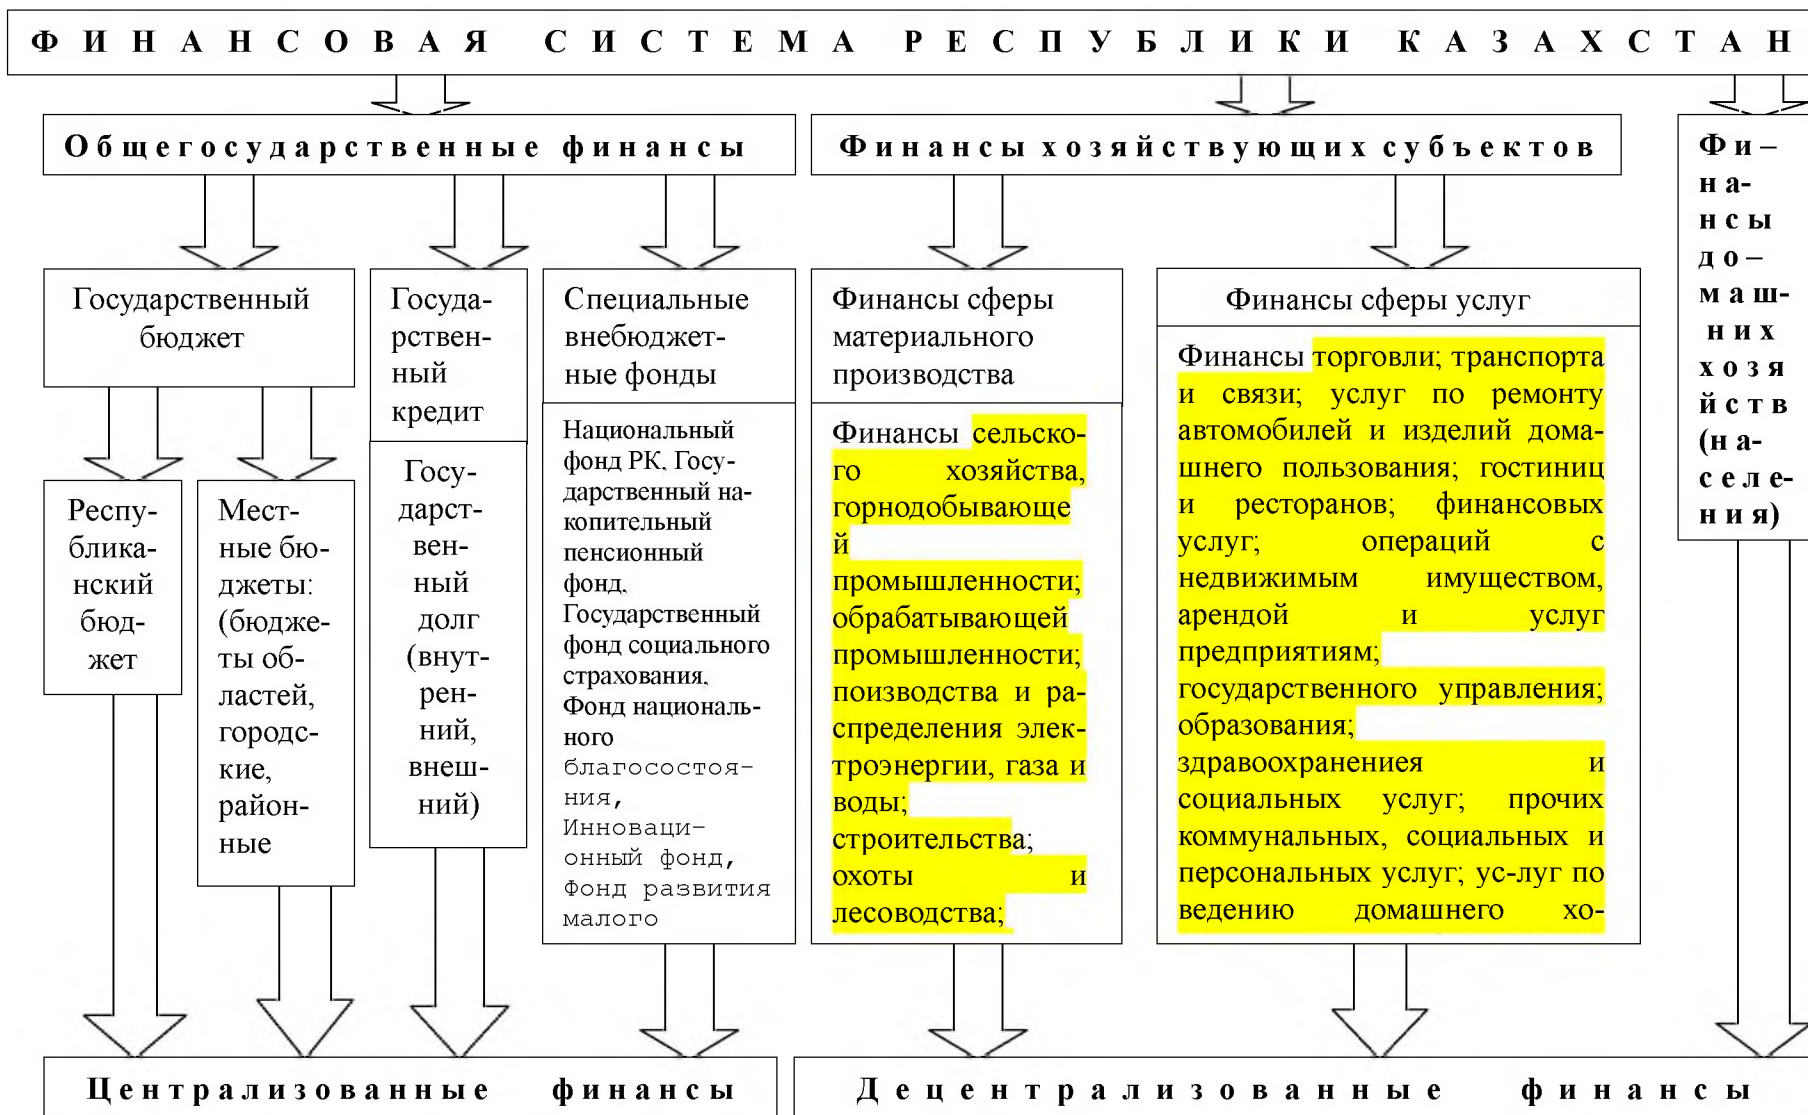 ФИНАНСОВАЯ СИСТЕМА РЕСПУБЛИКИ КАЗАХСТАН
Общегосударственные финансы
Финансы хозяйствующих субъектов
Фи–
на-
нсы
до–
маш-
них
хозя
йств
(на-
селе-
ния)
Государственный
бюджет
Госуда-
рствен-
ный
кредит
Специальные
внебюджет-
ные фонды
Финансы сферы
материального
производства
Финансы сферы услуг
Респу-
блика-
нский
бюд-
жет
Мест-
ные бю-
джеты:
(бюдже-
ты об-
ластей,
городс-
кие,
район-
ные
Госу-
дарст-
вен-
ный
долг
(внут-
рен-
ний,
внеш-
ний)
Национальный
фонд РК, Госу-
дарственный на-
копительный
пенсионный
фонд,
Государственный
фонд социального
страхования,
Фонд националь-
ного
благосостоя-
ния,
Инноваци-
онный фонд,
Фонд развития
малого
Финансы сельско-
го хозяйства,
горнодобывающе
й
промышленности;
обрабатывающей
промышленности;
поизводства и ра-
спределения элек-
троэнергии, газа и
воды;
строительства;
охоты и
лесоводства;
Финансы торговли; транспорта
и связи; услуг по ремонту
автомобилей и изделий дома-
шнего пользования; гостиниц
и ресторанов; финансовых
услуг; операций с
недвижимым имуществом,
арендой и услуг
предприятиям;
государственного управления;
образования;
здравоохранениея и
социальных услуг; прочих
коммунальных, социальных и
персональных услуг; ус-луг по
ведению домашнего хо-
Централизованные финансы
Децентрализованные финансы